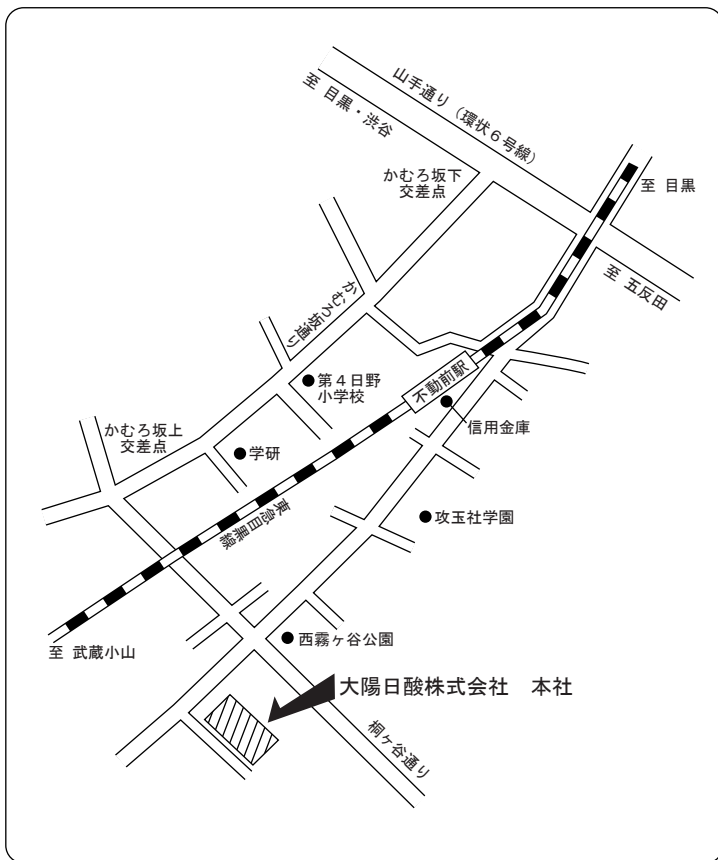 山手通り（環状６号線）
至 目黒・渋谷
かむろ坂下
交差点
至 目黒
至 五反田
かむろ坂通り
不動前駅
第４日野
小学校
信用金庫
かむろ坂上
交差点
学研
東急目黒線
攻玉社学園
至 武蔵小山
西霧ヶ谷公園
大陽日酸株式会社　本社
桐ヶ谷通り